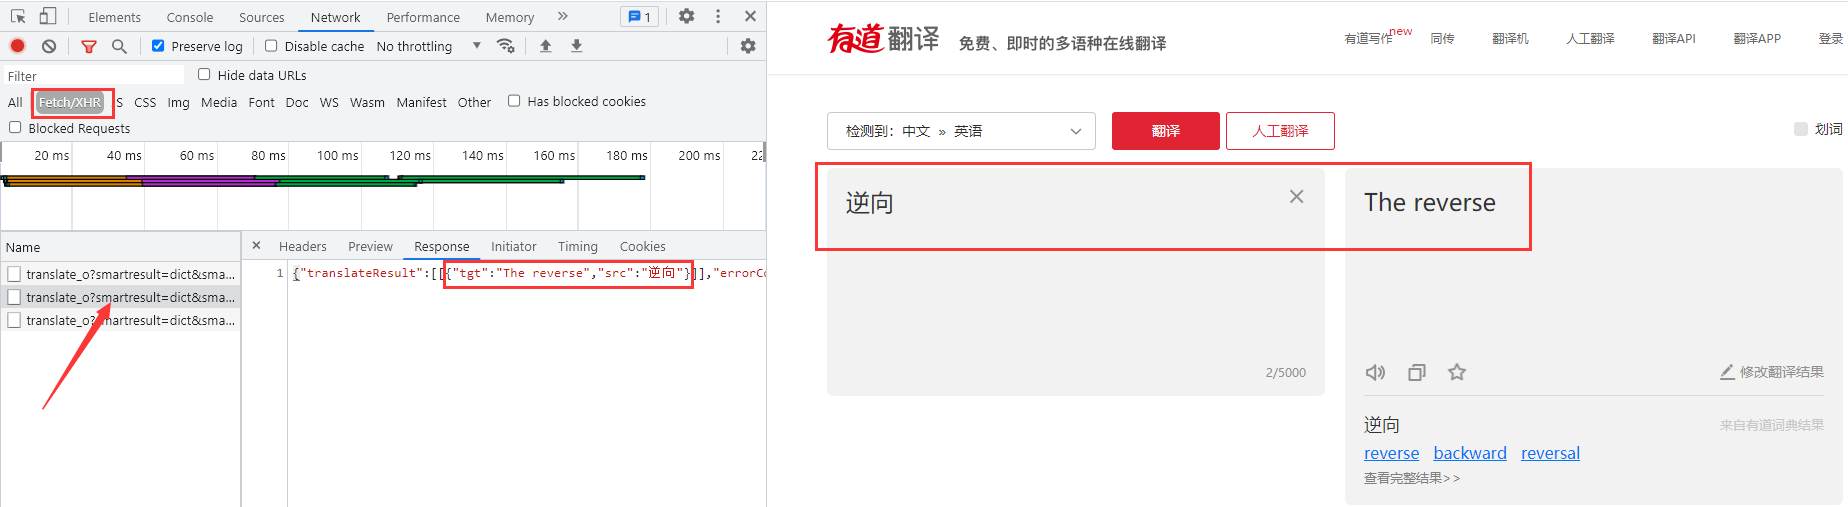 Elements Console Sources Network Performance Memory » 1
Preserve log Disable cache No throttling
Filter Hide data URLs
All Fetch/XHR S CSS Img Media Font Doc WS Wasm Manifest Other Has blocked cookies
Blocked Requests
20 ms 40 ms 60 ms 80 ms 100 ms 120 ms 140 ms 160 ms 180 ms 200 ms 22
Name
translate_o?smartresult=dict&sma...
translate_o?smartresult=dict&sma...
translate_o?smartresult=dict&sma...
× Headers Preview Response Initiator Timing Cookies
1 {"translateResult":[[{"tgt":"The reverse","src":"逆向"}]],"errorCo
有道翻译 免费、即时的多语种在线翻译
有道写作new 同传 翻译机 人工翻译 翻译API 翻译APP 登录
检测到：中文 » 英语 翻译 人工翻译 划词
逆向
2/5000
The reverse
修改翻译结果
逆向 来自有道词典结果
reverse backward reversal
查看完整结果>>